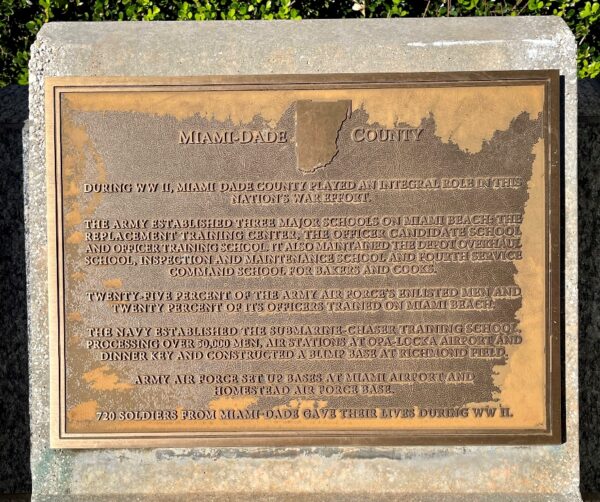 MIAMI-DADE COUNTY
DURING WW II, MIAMI DADE COUNTY PLAYED AN INTEGRAL ROLE IN THIS
NATION'S WAR EFFORT.
THE ARMY ESTABLISHED THREE MAJOR SCHOOLS ON MIAMI BEACH: THE
REPLACEMENT TRAINING CENTER, THE OFFICER CANDIDATE SCHOOL
AND OFFICER TRAINING SCHOOL. IT ALSO MAINTAINED THE DEPOT OVERHAUL
SCHOOL, INSPECTION AND MAINTENANCE SCHOOL AND FOURTH SERVICE
COMMAND SCHOOL FOR BAKERS AND COOKS.
TWENTY-FIVE PERCENT OF THE ARMY AIR FORCE'S ENLISTED MEN AND
TWENTY PERCENT OF ITS OFFICERS TRAINED ON MIAMI BEACH.
THE NAVY ESTABLISHED THE SUBMARINE-CHASER TRAINING SCHOOL,
PROCESSING OVER 50,000 MEN, AIR STATIONS AT OPA-LOCKA AIRPORT AND
DINNER KEY AND CONSTRUCTED A BLIMP BASE AT RICHMOND FIELD.
ARMY AIR FORCE SET UP BASES AT MIAMI AIRPORT AND
HOMESTEAD AIR FORCE BASE.
720 SOLDIERS FROM MIAMI-DADE GAVE THEIR LIVES DURING WW II.